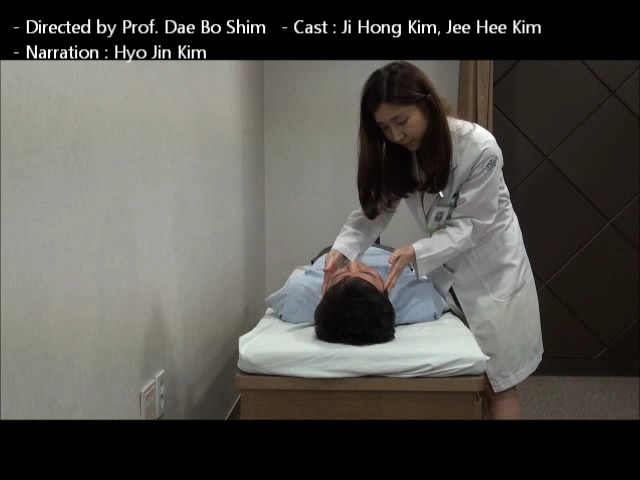 - Directed by Prof. Dae Bo Shim   - Cast : Ji Hong Kim, Jee Hee Kim
- Narration : Hyo Jin Kim